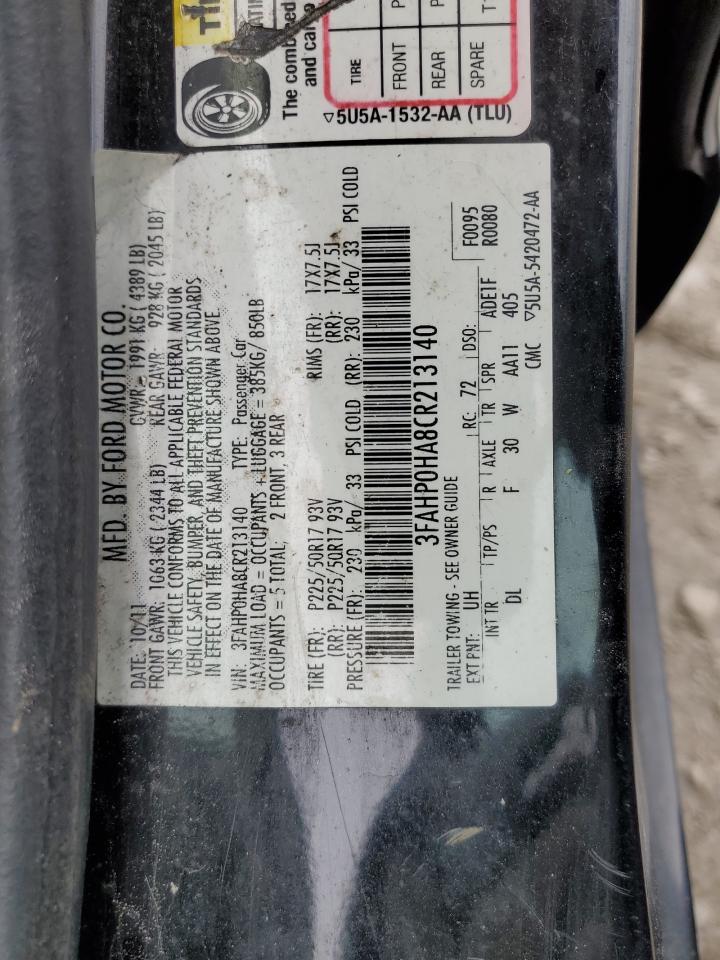 TIR
The combined
and cargo
TIRE
FRONT P
REAR P
SPARE T1
▽5U5A-1532-AA (TLU)
MFD. BY FORD MOTOR CO.
DATE: 10/11 GVWR: 1991 KG ( 4389 LB)
FRONT GAWR: 1063 KG ( 2344 LB) REAR GAWR: 928 KG ( 2045 LB)
THIS VEHICLE CONFORMS TO ALL APPLICABLE FEDERAL MOTOR
VEHICLE SAFETY, BUMPER, AND THEFT PREVENTION STANDARDS
IN EFFECT ON THE DATE OF MANUFACTURE SHOWN ABOVE
VIN: 3FAHP0HA8CR213140 TYPE: Passenger Car
MAXIMUM LOAD = OCCUPANTS + LUGGAGE = 385KG/ 850LB
OCCUPANTS = 5 TOTAL, 2 FRONT, 3 REAR
TIRE (FR): P225/50R17 93V RIMS (FR): 17X7.5J
(RR): P225/50R17 93V (RR): 17X7.5J
PRESSURE (FR): 230 kPa/ 33 PSI COLD (RR): 230 kPa/ 33 PSI COLD
3FAHP0HA8CR213140
TRAILER TOWING - SEE OWNER GUIDE F0095
EXT PNT: UH RC: 72 DSO: R0080
INT TR TP/PS R AXLE TR SPR ADE1F
DL F 30 W AA11 405
CMC ▽5U5A-5420472-AA